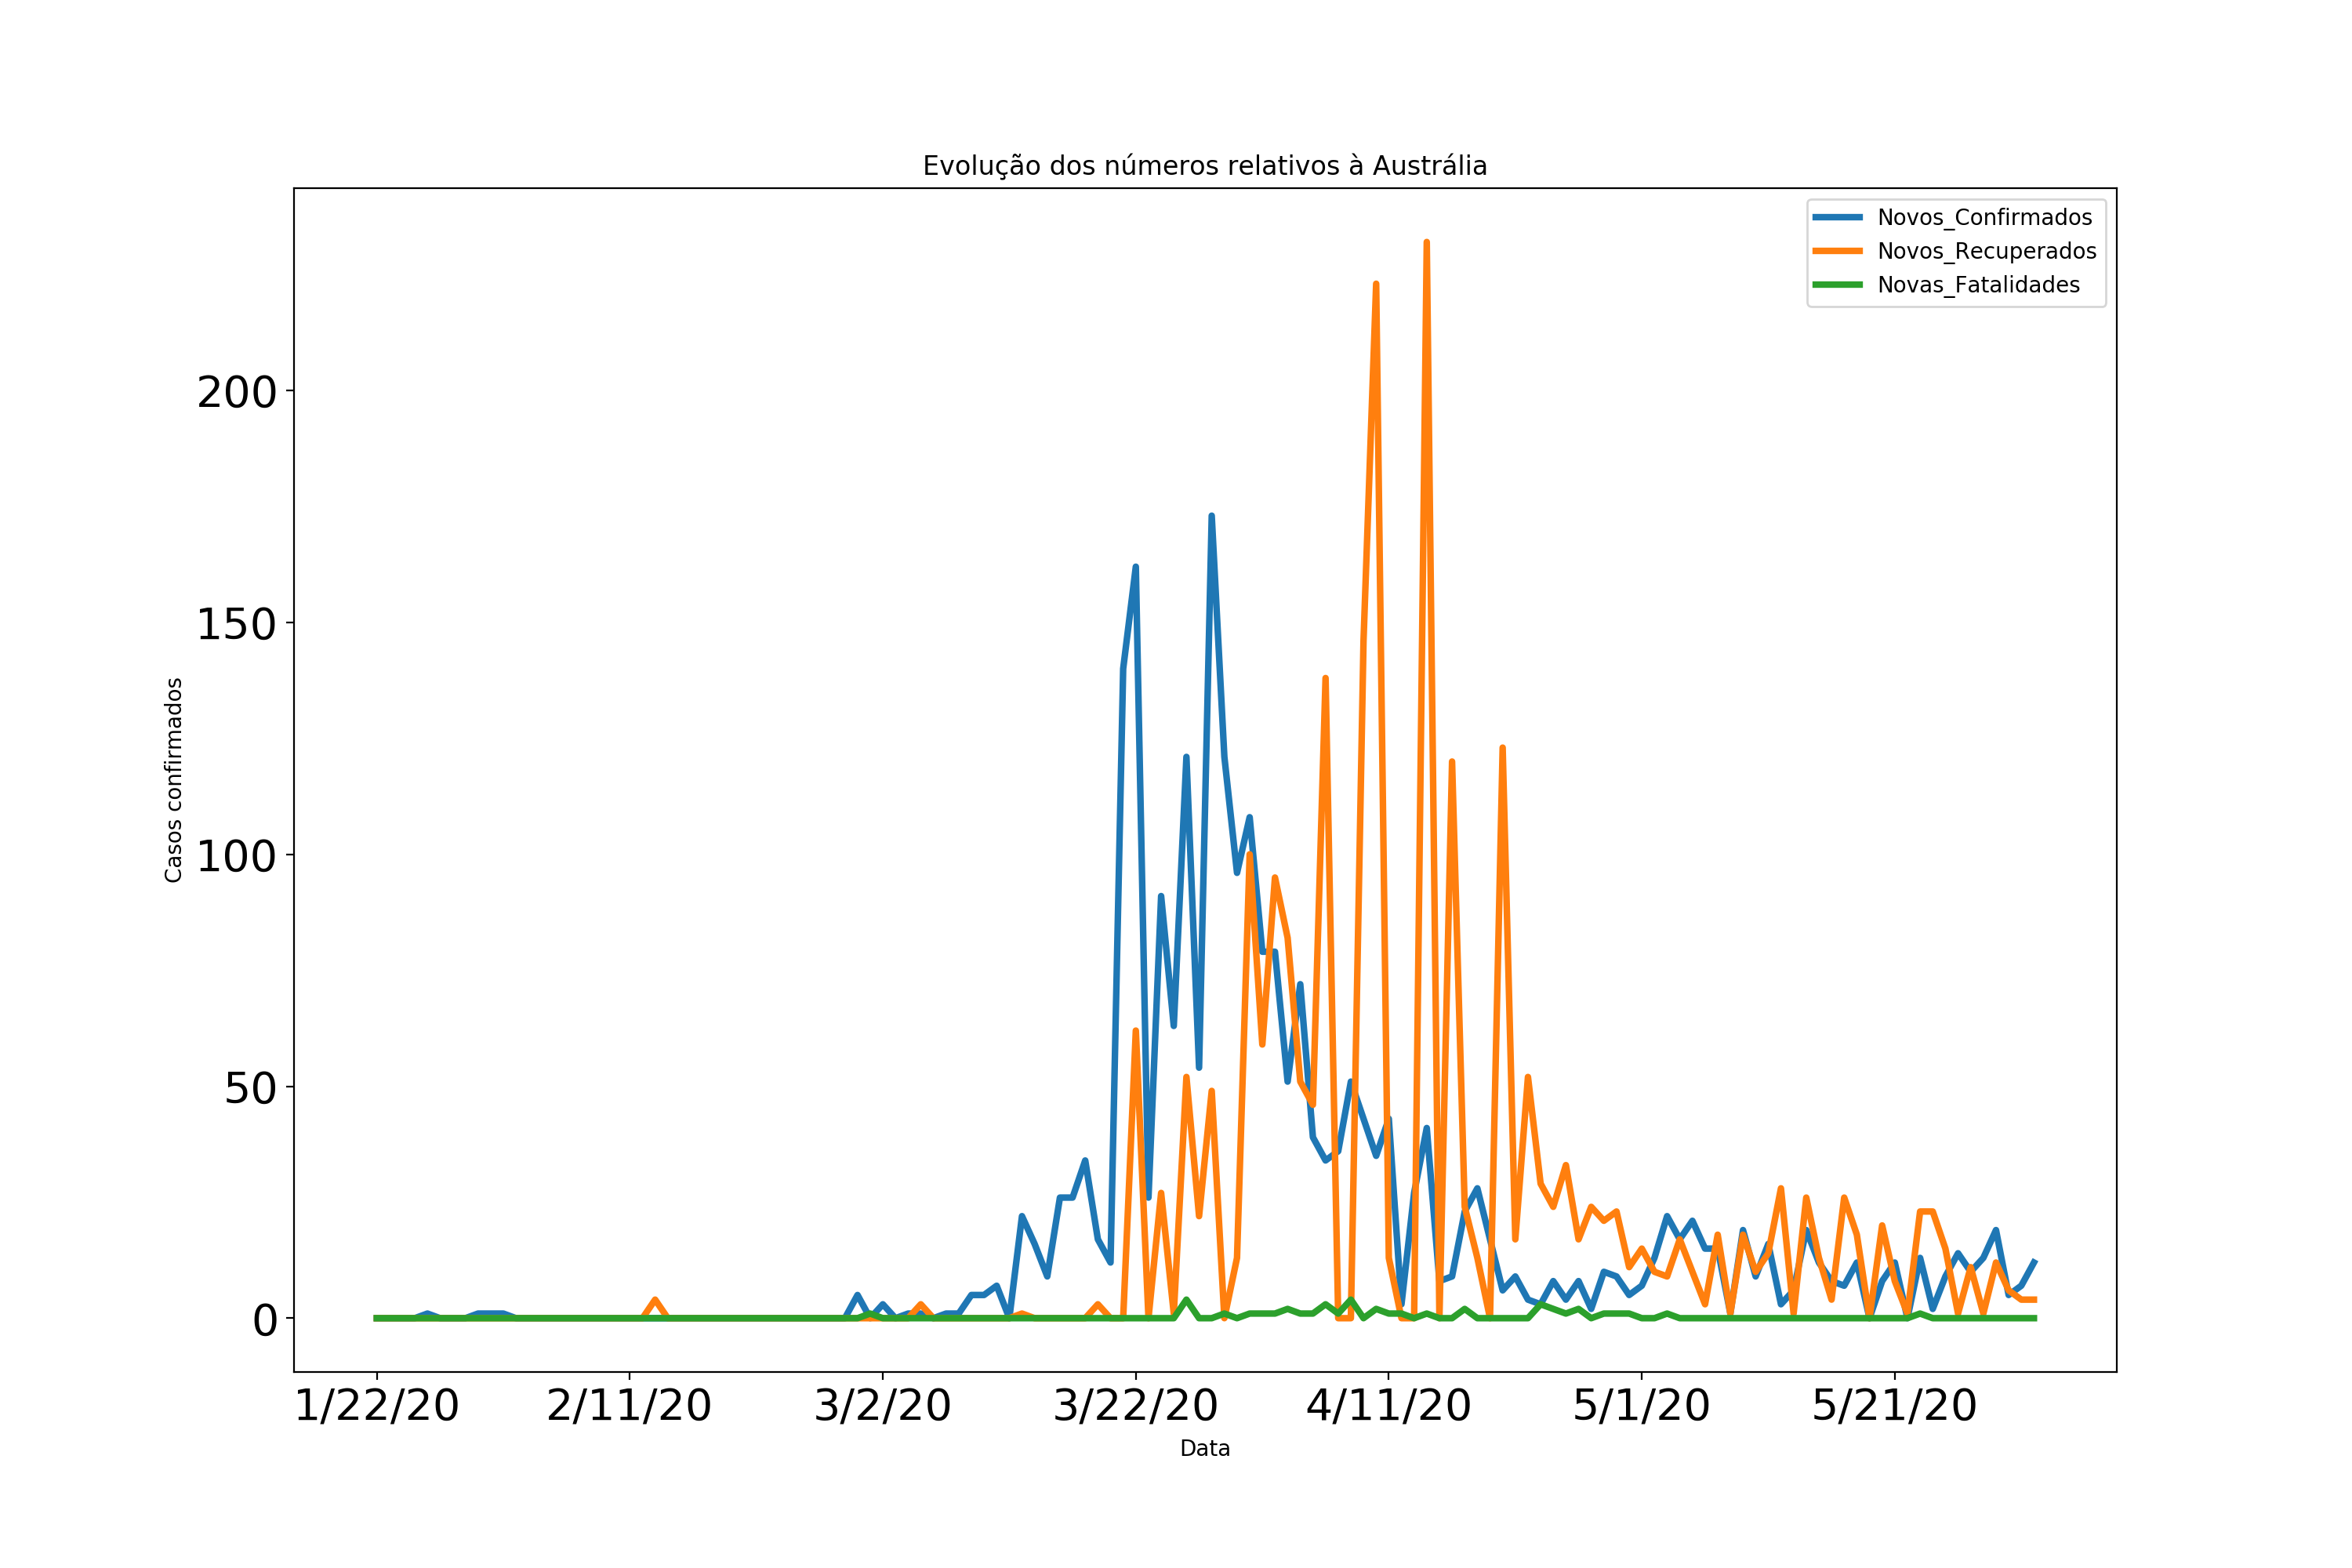 Evolução dos números relativos à Austrália
Novos_Confirmados
Novos_Recuperados
Novas_Fatalidades
Casos confirmados
200
150
100
50
0
1/22/20 2/11/20 3/2/20 3/22/20 4/11/20 5/1/20 5/21/20
Data